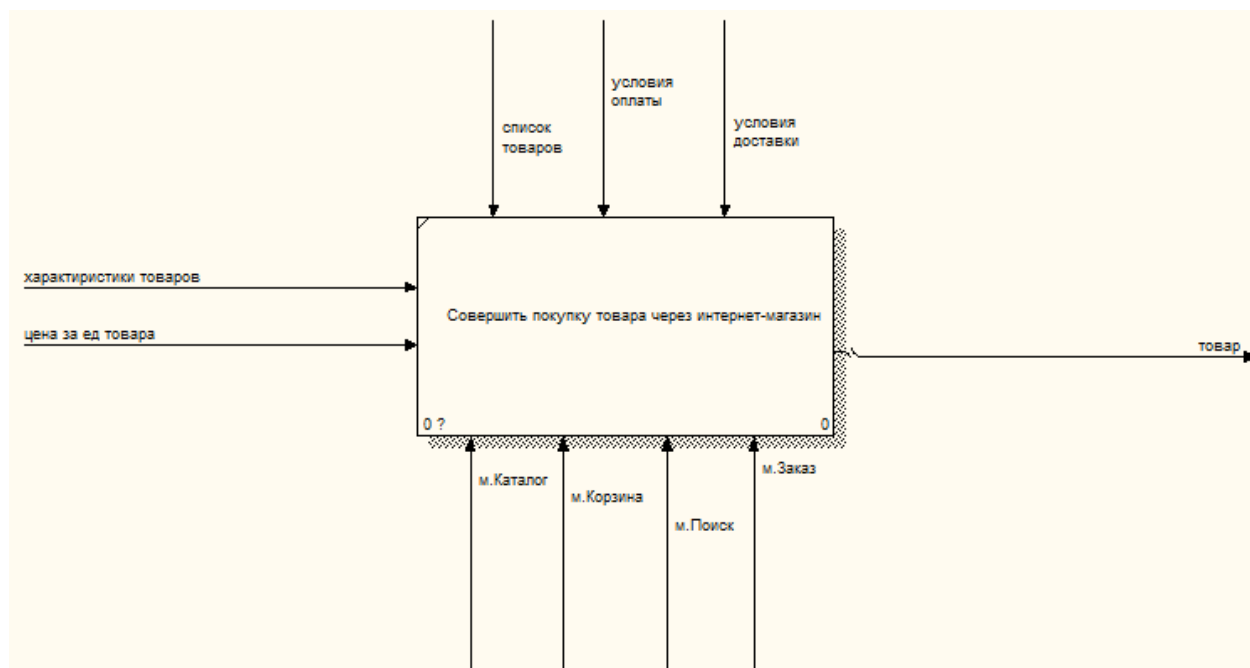 условия
оплаты
список
товаров
условия
доставки
характиристики товаров
Совершить покупку товара через интернет-магазин
цена за ед товара
товар
0 ?
0
м.Каталог
м.Корзина
м.Поиск
м.Заказ